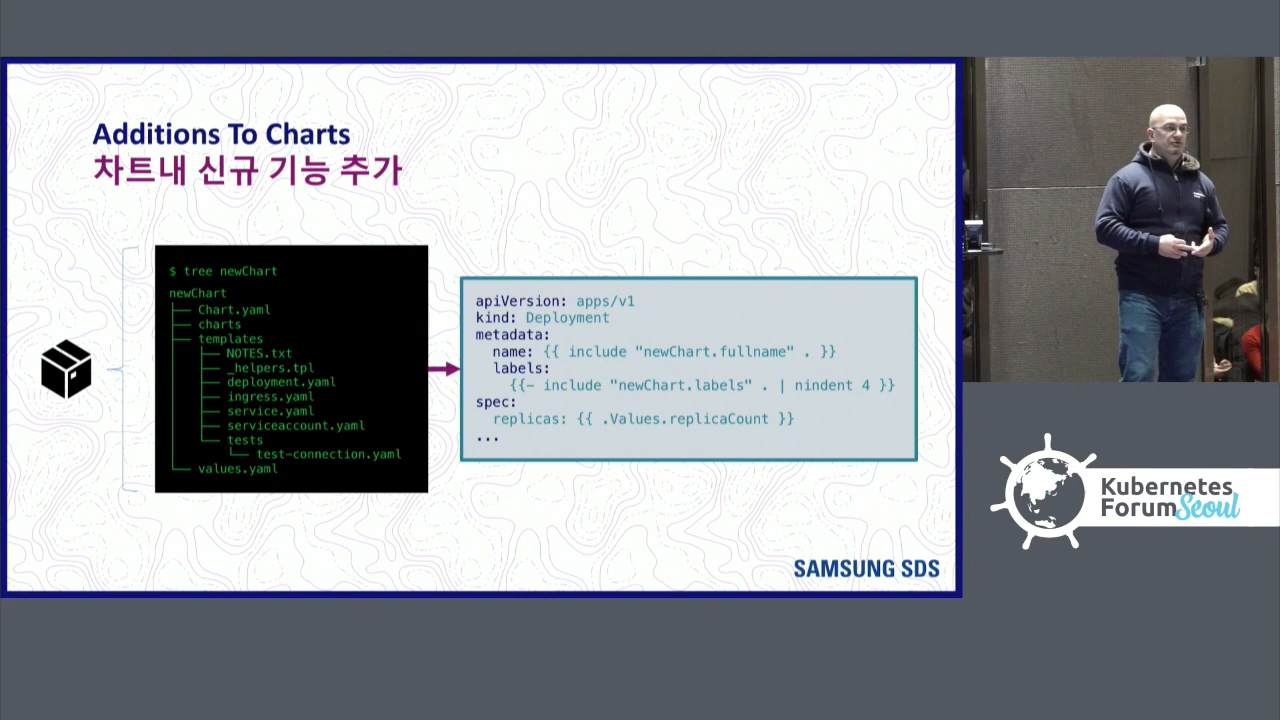 Additions To Charts
차트내 신규 기능 추가
$ tree newChart
newChart
├── Chart.yaml
├── charts
├── templates
│   ├── NOTES.txt
│   ├── _helpers.tpl
│   ├── deployment.yaml
│   ├── ingress.yaml
│   ├── service.yaml
│   ├── serviceaccount.yaml
│   └── tests
│       └── test-connection.yaml
└── values.yaml
apiVersion: apps/v1
kind: Deployment
metadata:
  name: {{ include "newChart.fullname" . }}
  labels:
    {{- include "newChart.labels" . | nindent 4 }}
spec:
  replicas: {{ .Values.replicaCount }}
...
SAMSUNG SDS
Kubernetes
Forum Seoul